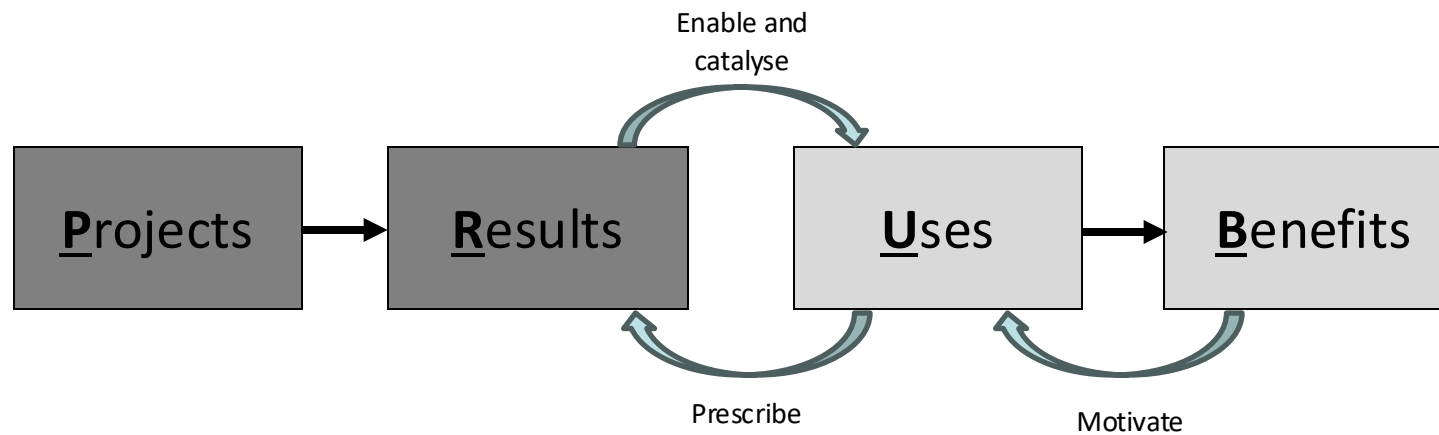 Enable and
catalyse
Projects
Results
Uses
Benefits
Prescribe
Motivate